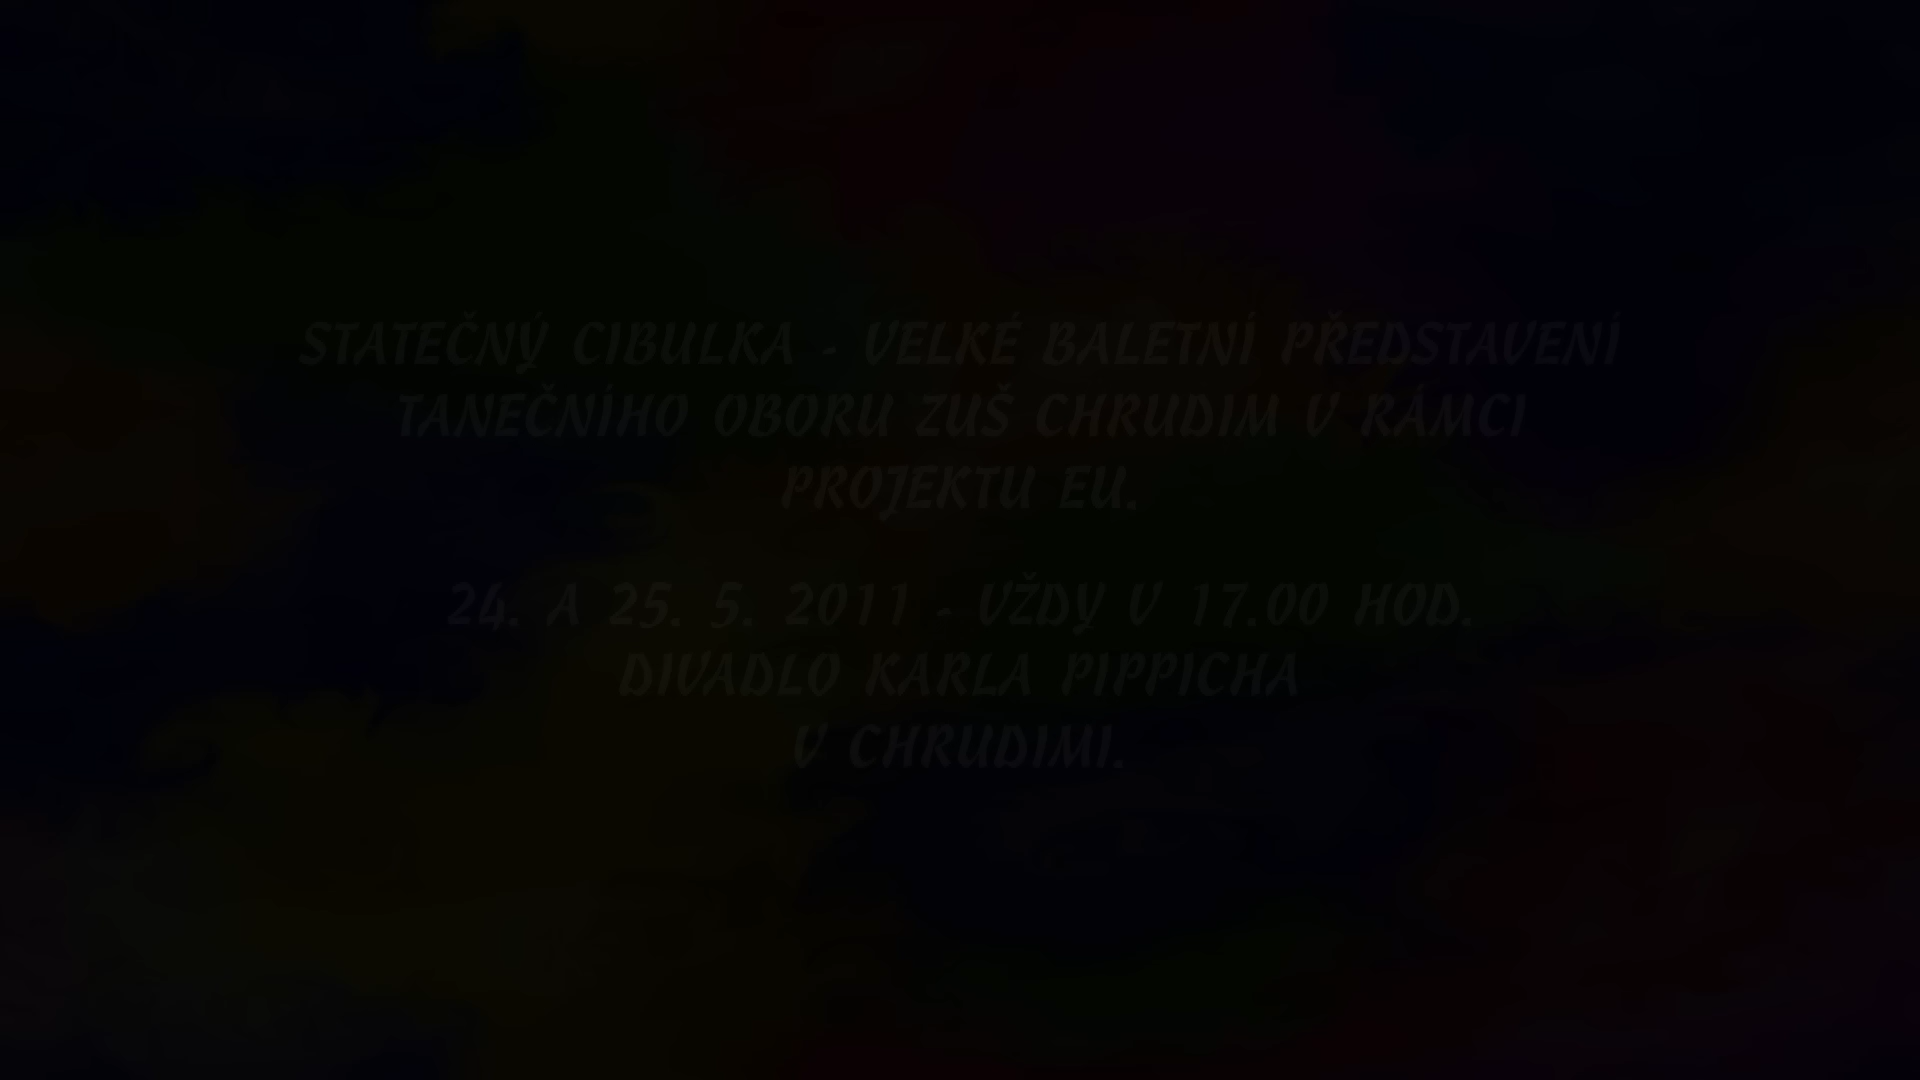 STATEČNÝ CIBULKA - VELKÉ BALETNÍ PŘEDSTAVENÍ
TANEČNÍHO OBORU ZUŠ CHRUDIM V RÁMCI
PROJEKTU EU.
24. A 25. 5. 2011 - VŽDY V 17.00 HOD.
DIVADLO KARLA PIPPICHA
V CHRUDIMI.